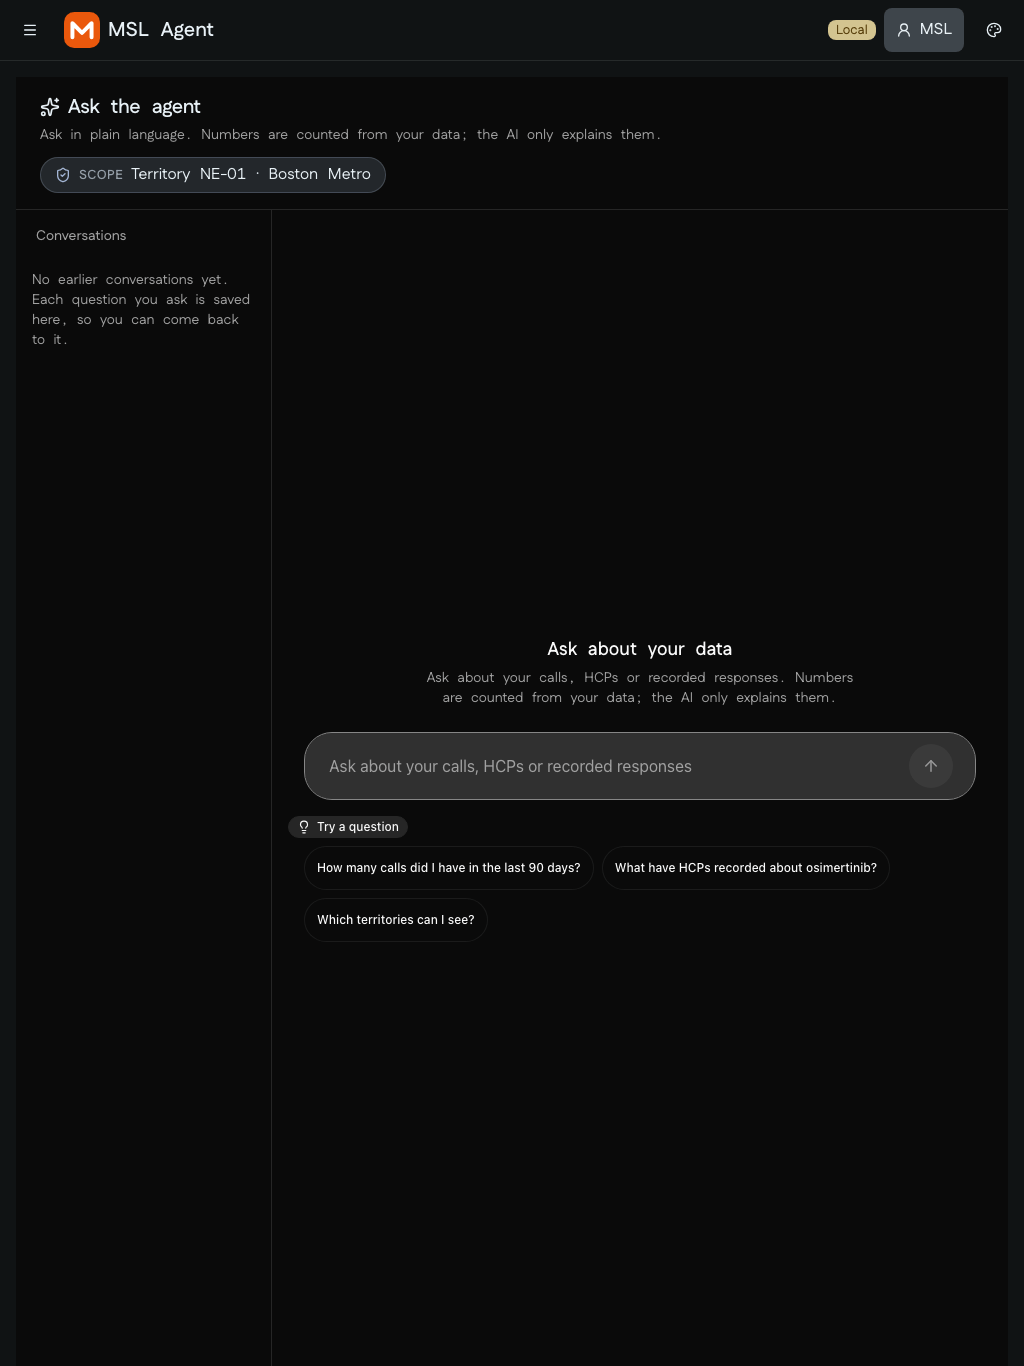 MSL Agent
Local
MSL
Ask the agent
Ask in plain language. Numbers are counted from your data; the AI only explains them.
SCOPE Territory NE-01 · Boston Metro
Conversations
No earlier conversations yet.
Each question you ask is saved
here, so you can come back
to it.
Ask about your data
Ask about your calls, HCPs or recorded responses. Numbers
are counted from your data; the AI only explains them.
Ask about your calls, HCPs or recorded responses
Try a question
How many calls did I have in the last 90 days?
What have HCPs recorded about osimertinib?
Which territories can I see?